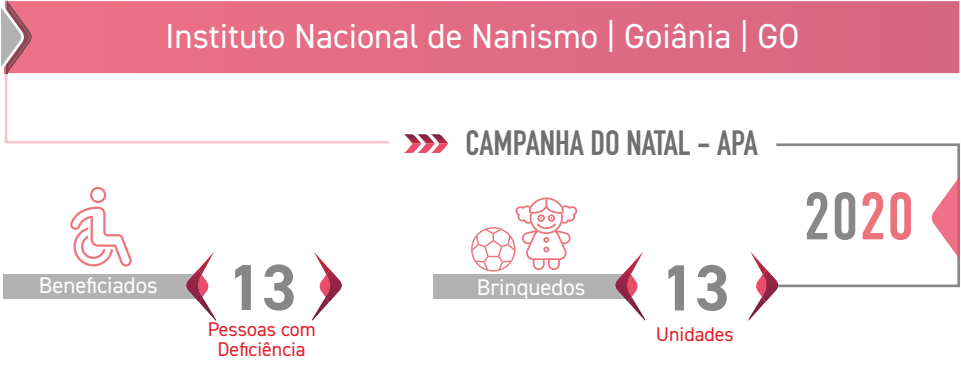 Instituto Nacional de Nanismo | Goiânia | GO
CAMPANHA DO NATAL - APA
2020
Beneficiados
13
Pessoas com
Deficiência
Brinquedos
13
Unidades